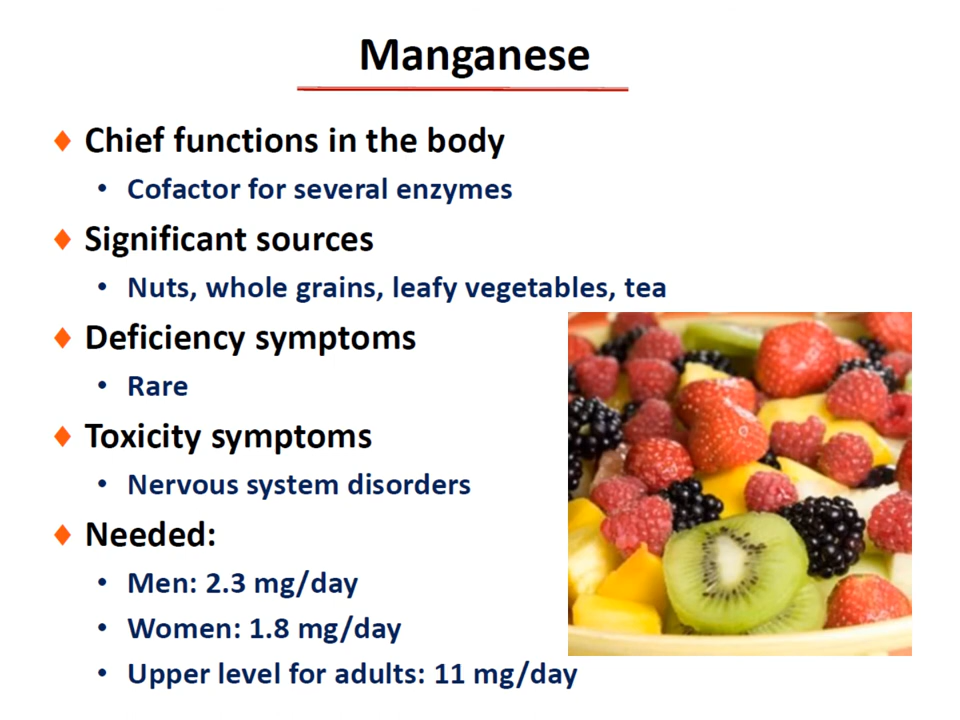 Manganese
Chief functions in the body
Cofactor for several enzymes
Significant sources
Nuts, whole grains, leafy vegetables, tea
Deficiency symptoms
Rare
Toxicity symptoms
Nervous system disorders
Needed:
Men: 2.3 mg/day
Women: 1.8 mg/day
Upper level for adults: 11 mg/day